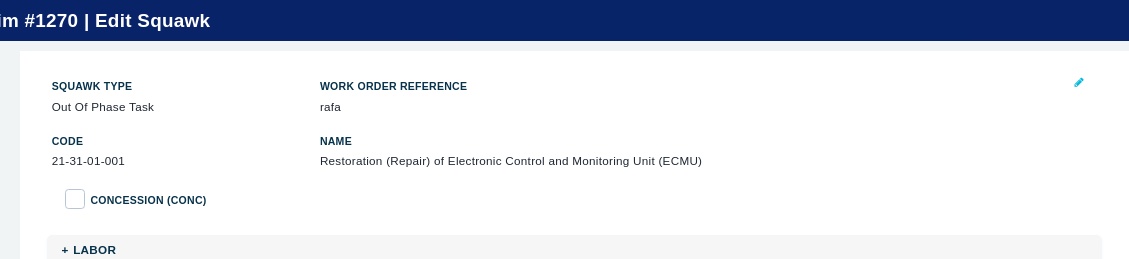 im #1270 | Edit Squawk
SQUAWK TYPE
WORK ORDER REFERENCE
Out Of Phase Task
rafa
CODE
NAME
21-31-01-001
Restoration (Repair) of Electronic Control and Monitoring Unit (ECMU)
CONCESSION (CONC)
+ LABOR